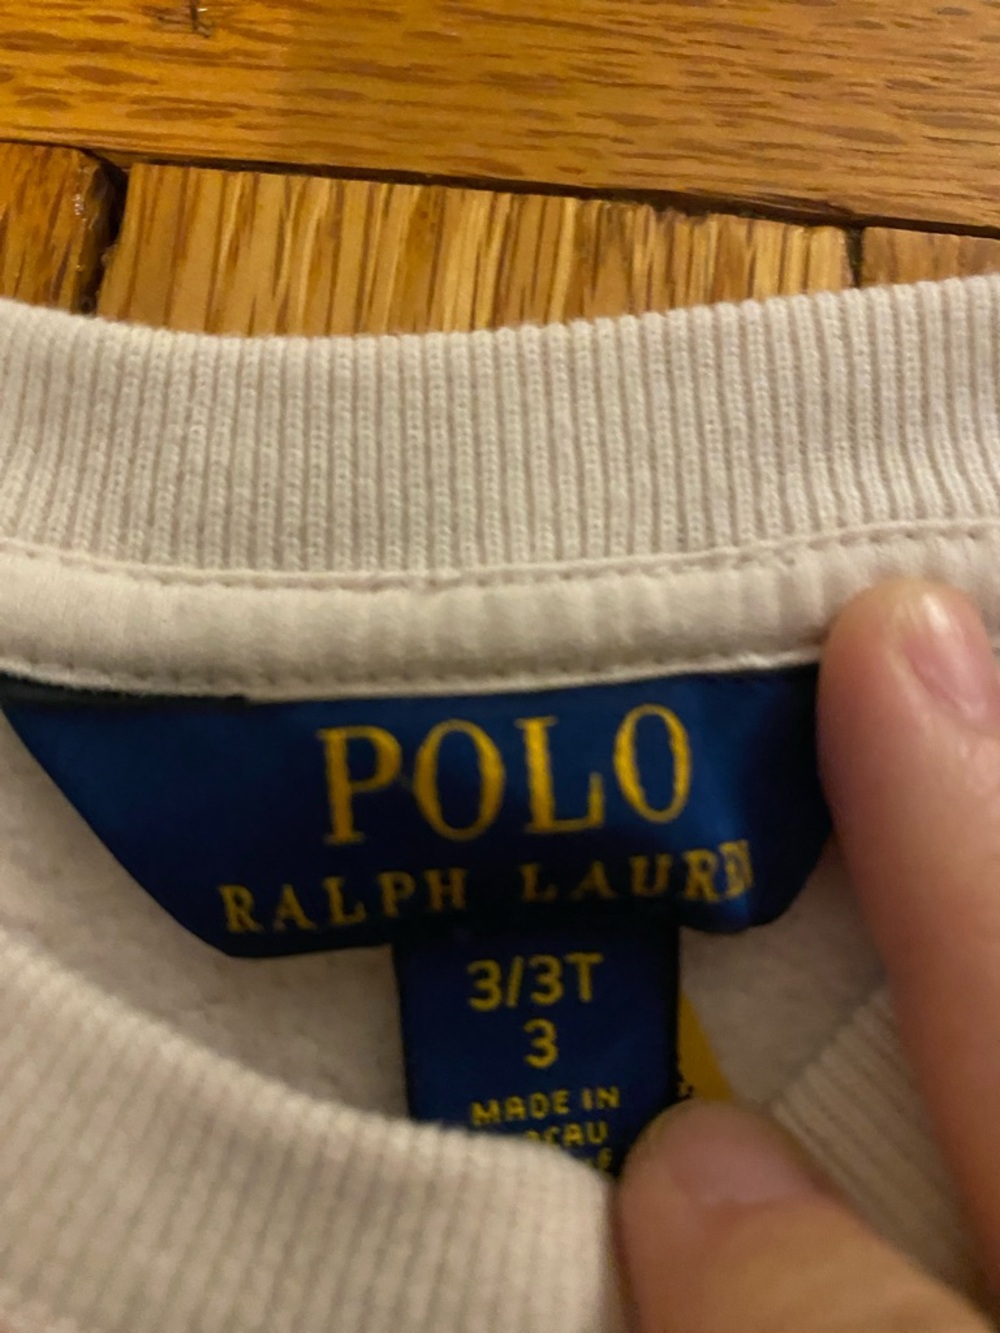 POLO
RALPH LAUREN
3/3T
3
MADE IN